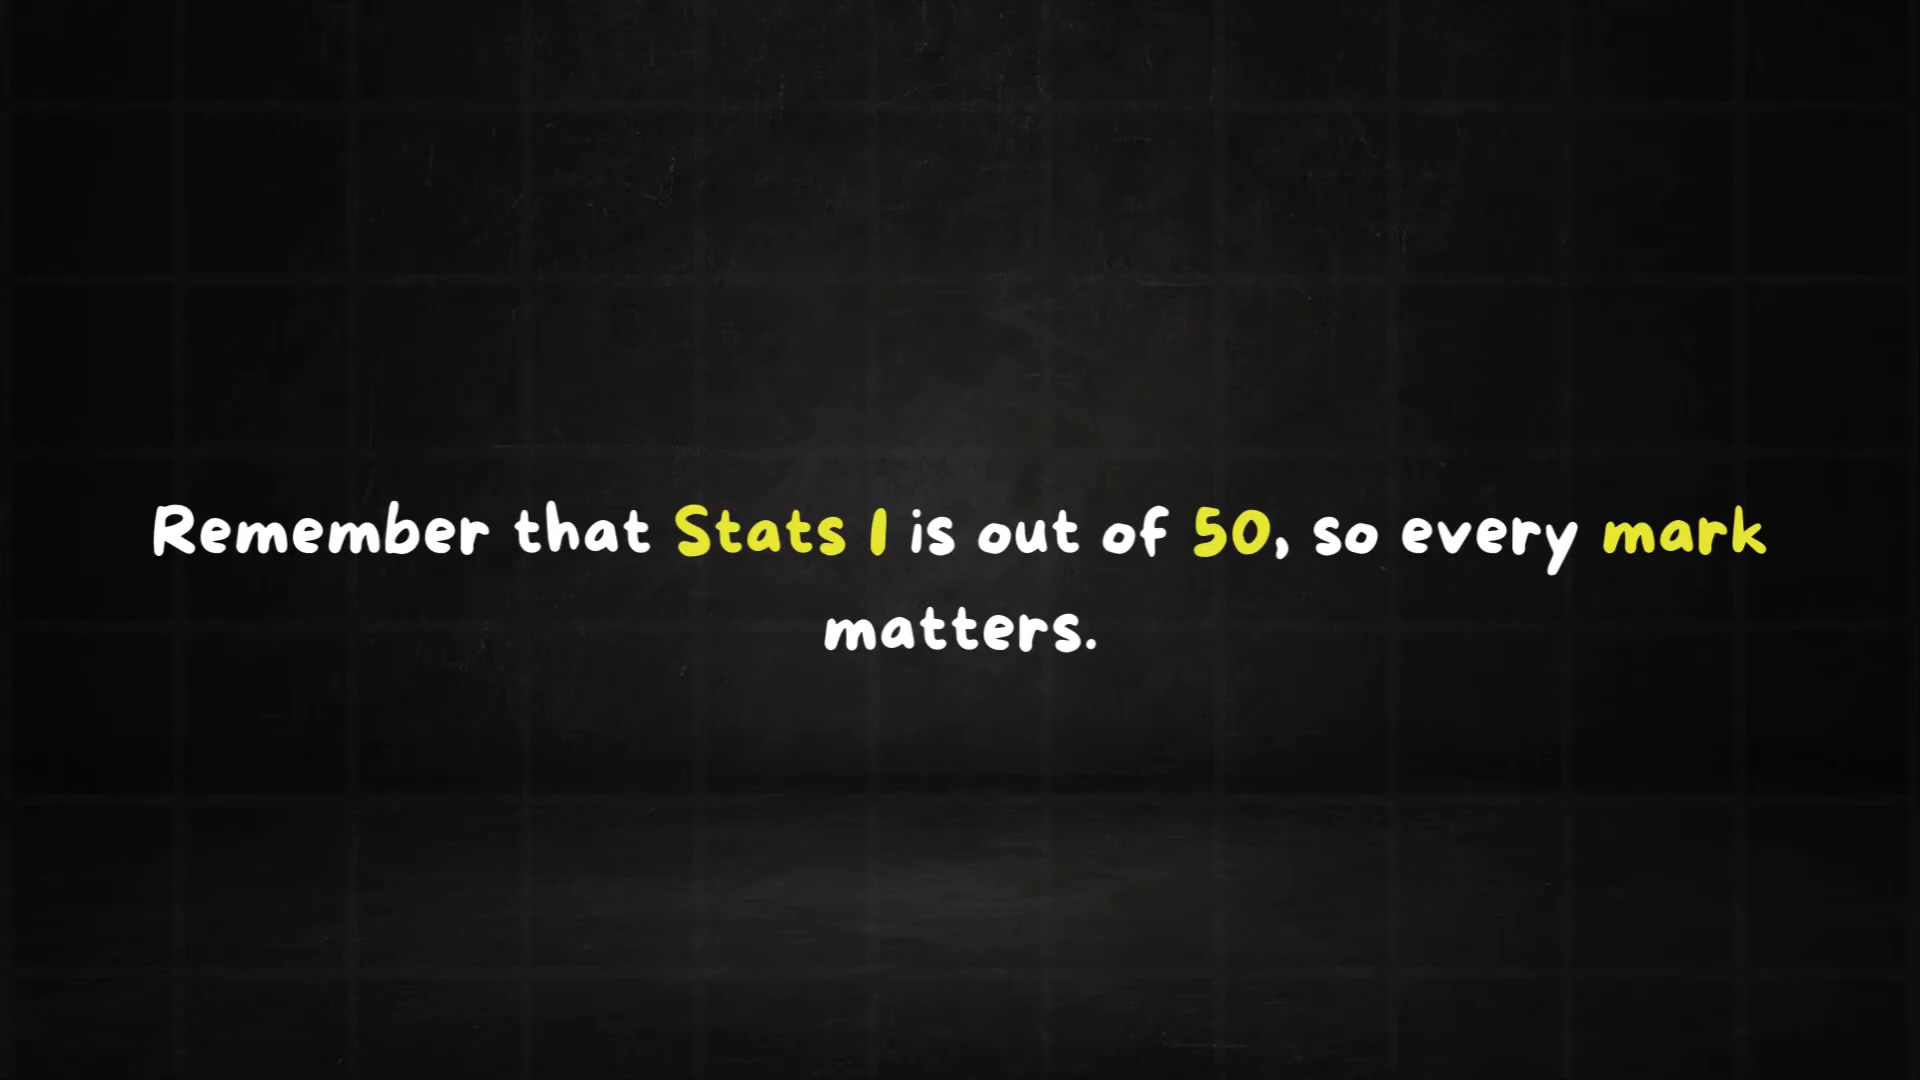 Remember that Stats 1 is out of 50, so every mark
matters.